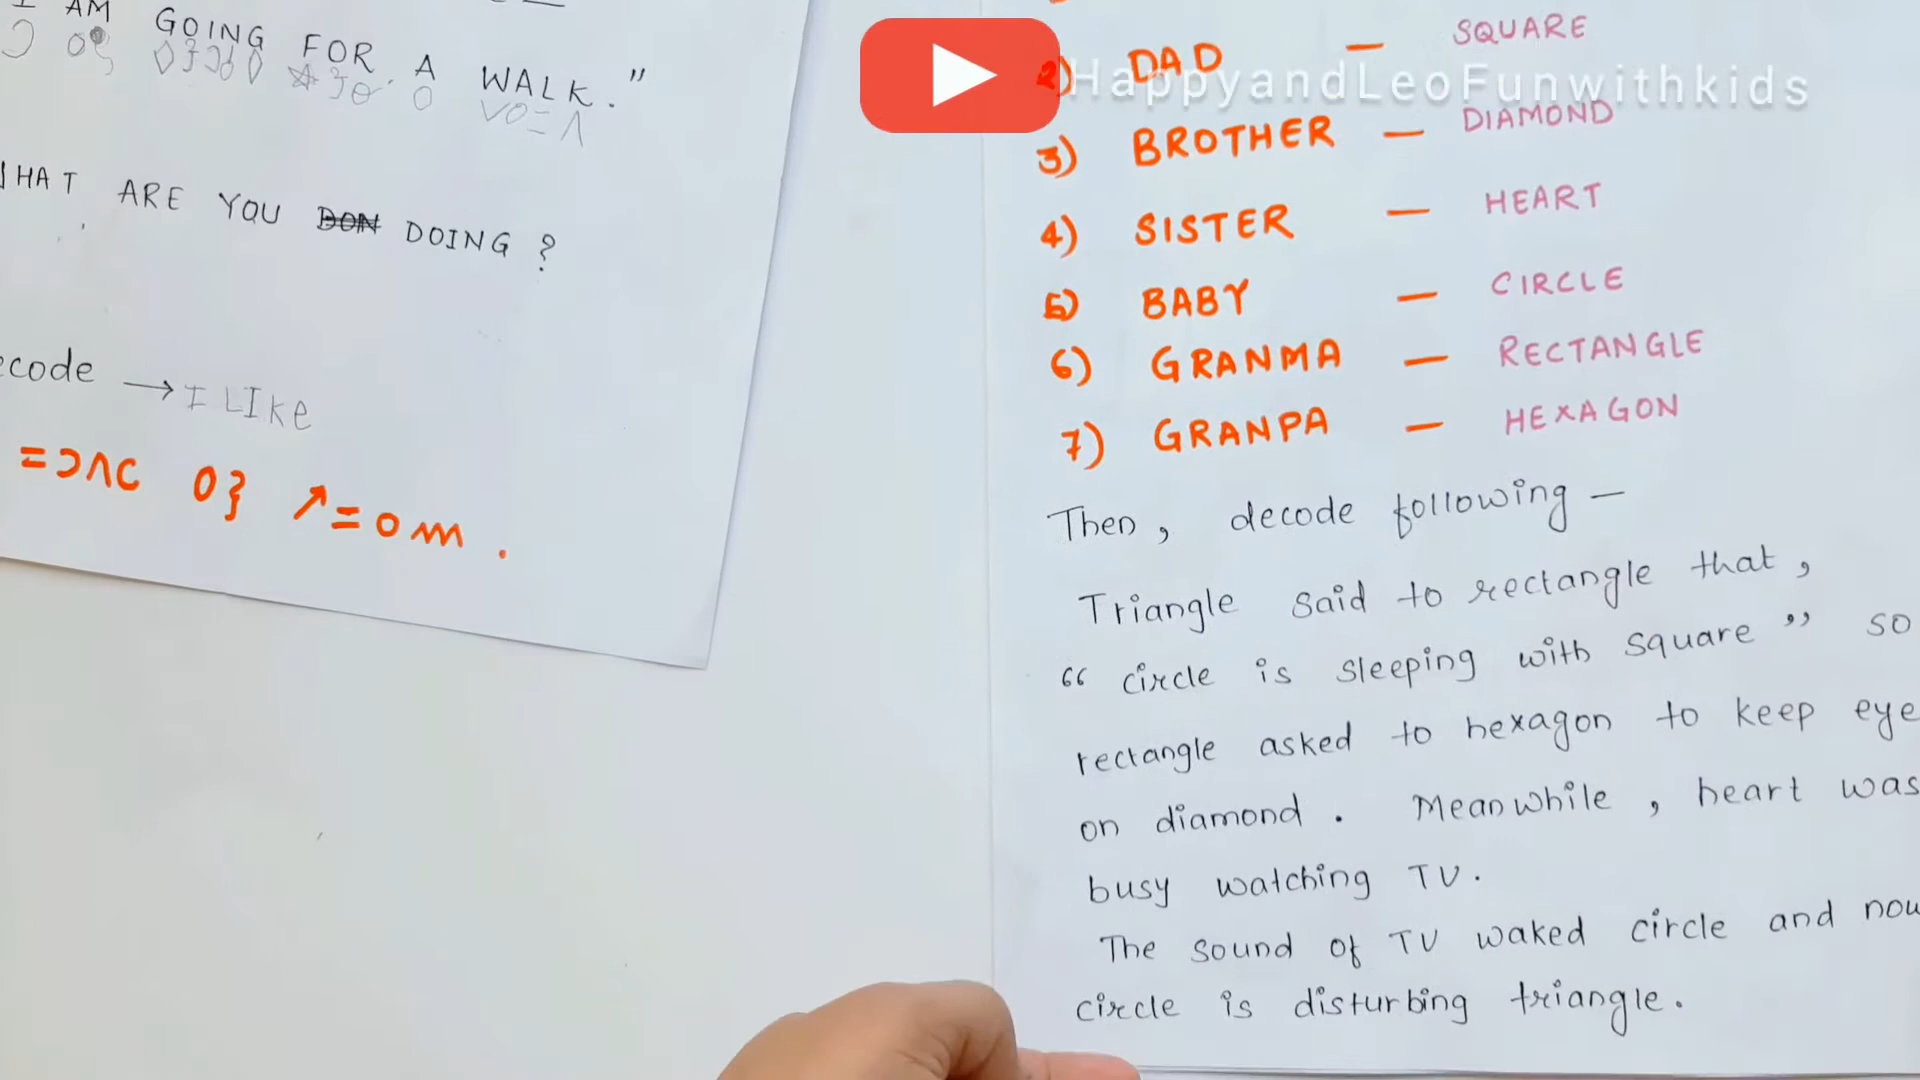 AM GOING FOR A WALK."
ARE YOU DON DOING ?
→ I LIKE
HappyandLeoFunwithkids
2) DAD — SQUARE
3) BROTHER — DIAMOND
4) SISTER — HEART
5) BABY — CIRCLE
6) GRANMA — RECTANGLE
7) GRANPA — HEXAGON
Then, decode following —
Triangle said to rectangle that,
"circle is sleeping with square" so
rectangle asked to hexagon to keep eye
on diamond. Meanwhile, heart was
busy watching TV.
The sound of TV waked circle and now
circle is disturbing triangle.